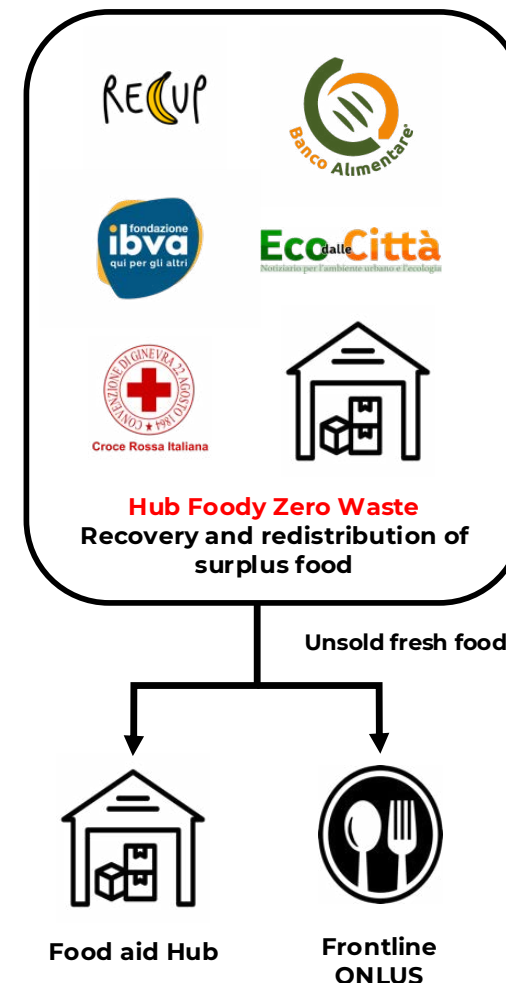 RECUP
Banco Alimentare®
fondazione
ibva
qui per gli altri
Eco dalle Città
Notiziario per l'ambiente urbano e l'ecologia
CONVENZIONE DI GINEVRA 22 AGOSTO 1864
Croce Rossa Italiana
Hub Foody Zero Waste
Recovery and redistribution of
surplus food
Unsold fresh food
Food aid Hub
Frontline
ONLUS